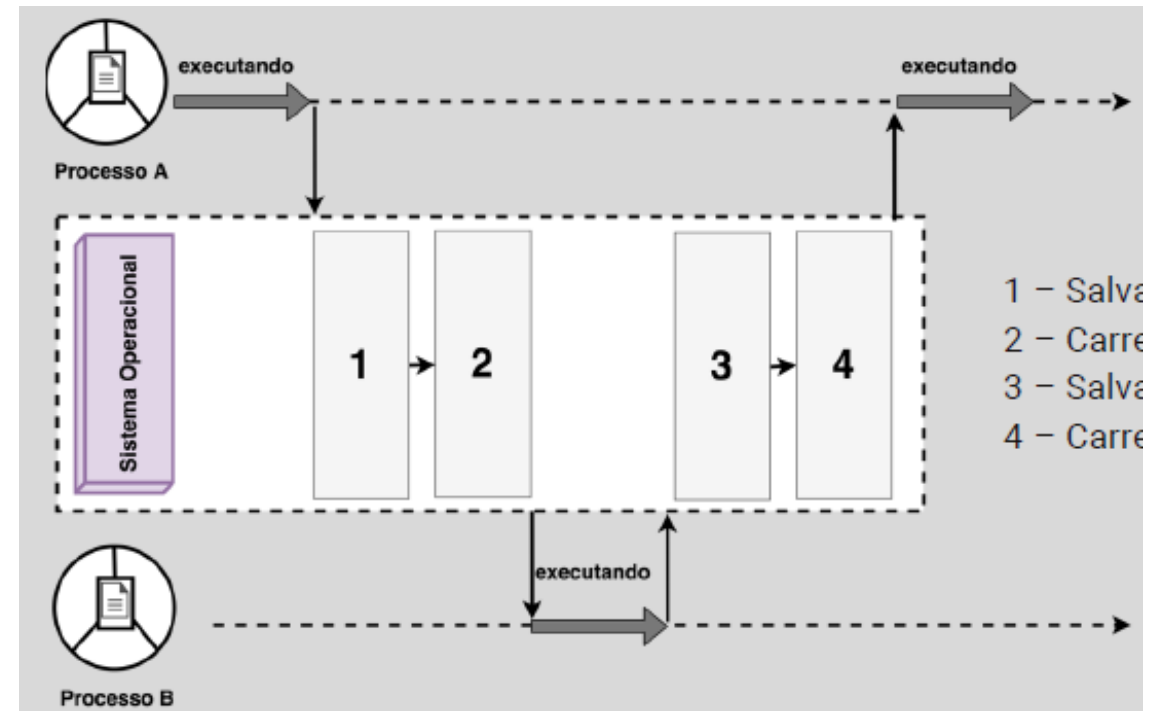 executando
executando
Processo A
Sistema Operacional
1
2
3
4
1 – Salva
2 – Carre
3 – Salva
4 – Carre
executando
Processo B